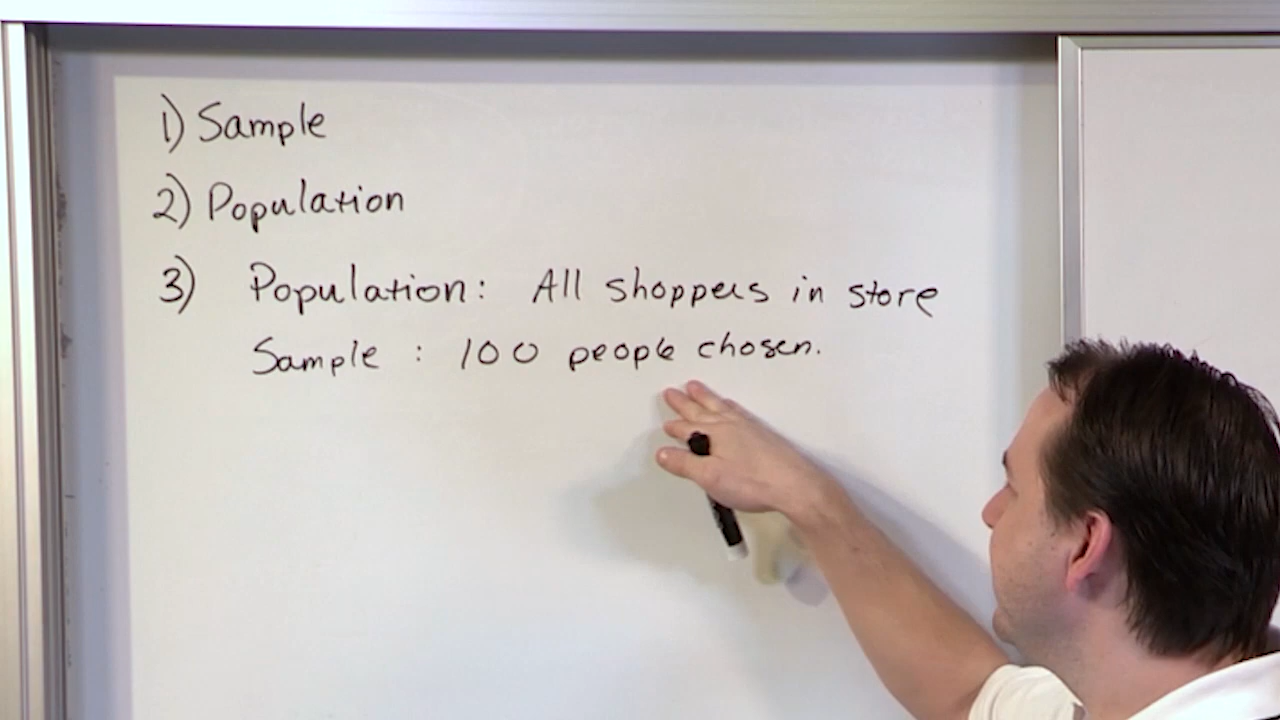 1) Sample
2) Population
3) Population: All shoppers in store
Sample : 100 people chosen.